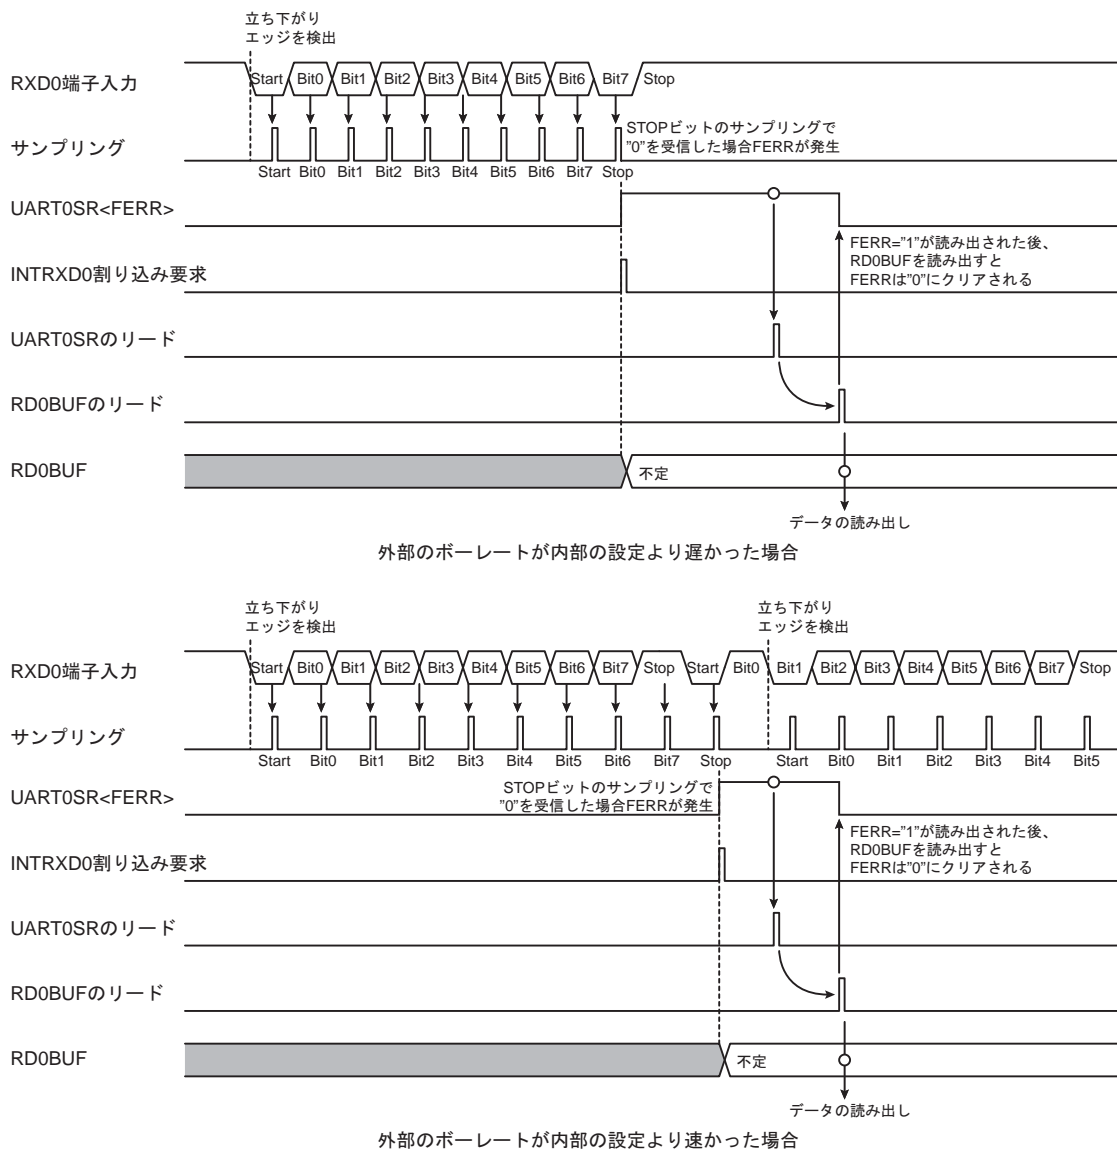 立ち下がり
エッジを検出
RXD0端子入力
Start Bit0 Bit1 Bit2 Bit3 Bit4 Bit5 Bit6 Bit7 Stop
サンプリング
STOPビットのサンプリングで
"0"を受信した場合FERRが発生
Start Bit0 Bit1 Bit2 Bit3 Bit4 Bit5 Bit6 Bit7 Stop
UART0SR<FERR>
FERR="1"が読み出された後、
RD0BUFを読み出すと
FERRは"0"にクリアされる
INTRXD0割り込み要求
UART0SRのリード
RD0BUFのリード
RD0BUF
不定
データの読み出し
外部のボーレートが内部の設定より遅かった場合
立ち下がり
エッジを検出
立ち下がり
エッジを検出
RXD0端子入力
Start Bit0 Bit1 Bit2 Bit3 Bit4 Bit5 Bit6 Bit7 Stop Start Bit0 Bit1 Bit2 Bit3 Bit4 Bit5 Bit6 Bit7 Stop
サンプリング
Start Bit0 Bit1 Bit2 Bit3 Bit4 Bit5 Bit6 Bit7 Stop Start Bit0 Bit1 Bit2 Bit3 Bit4 Bit5
STOPビットのサンプリングで
"0"を受信した場合FERRが発生
UART0SR<FERR>
FERR="1"が読み出された後、
RD0BUFを読み出すと
FERRは"0"にクリアされる
INTRXD0割り込み要求
UART0SRのリード
RD0BUFのリード
RD0BUF
不定
データの読み出し
外部のボーレートが内部の設定より速かった場合